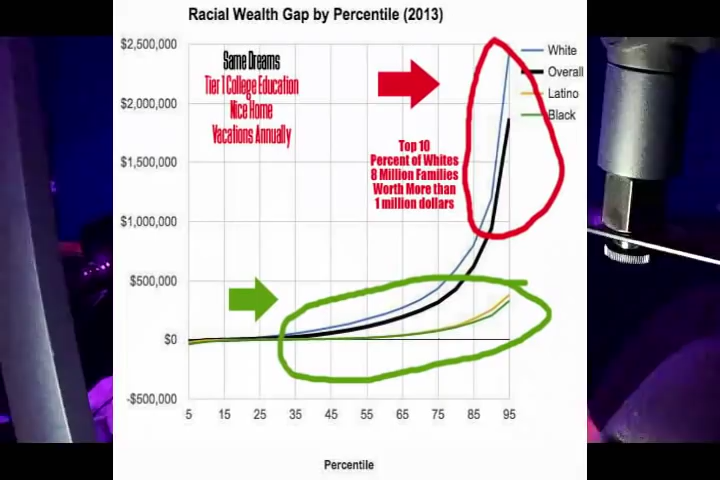 Racial Wealth Gap by Percentile (2013)
$2,500,000
$2,000,000
$1,500,000
$1,000,000
$500,000
$0
-$500,000
Same Dreams
Tier 1 College Education
&
Nice Home
Vacations Annually
Top 10
Percent of Whites
8 Million Families
Worth More than
1 million dollars
White
Overall
Latino
Black
5 15 25 35 45 55 65 75 85 95
Percentile